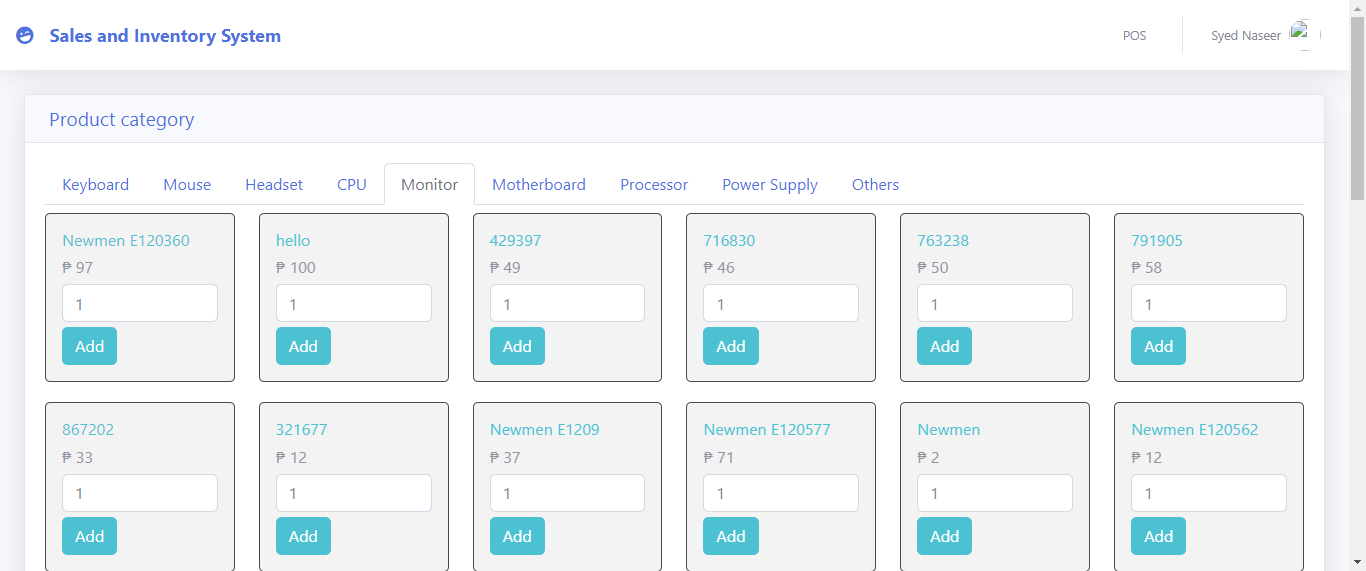 Sales and Inventory System
POS
Syed Naseer
Product category
Keyboard Mouse Headset CPU Monitor Motherboard Processor Power Supply Others
Newmen E120360 hello 429397 716830 763238 791905
₱ 97 ₱ 100 ₱ 49 ₱ 46 ₱ 50 ₱ 58
1 1 1 1 1 1
Add Add Add Add Add Add
867202 321677 Newmen E1209 Newmen E120577 Newmen Newmen E120562
₱ 33 ₱ 12 ₱ 37 ₱ 71 ₱ 2 ₱ 12
1 1 1 1 1 1
Add Add Add Add Add Add